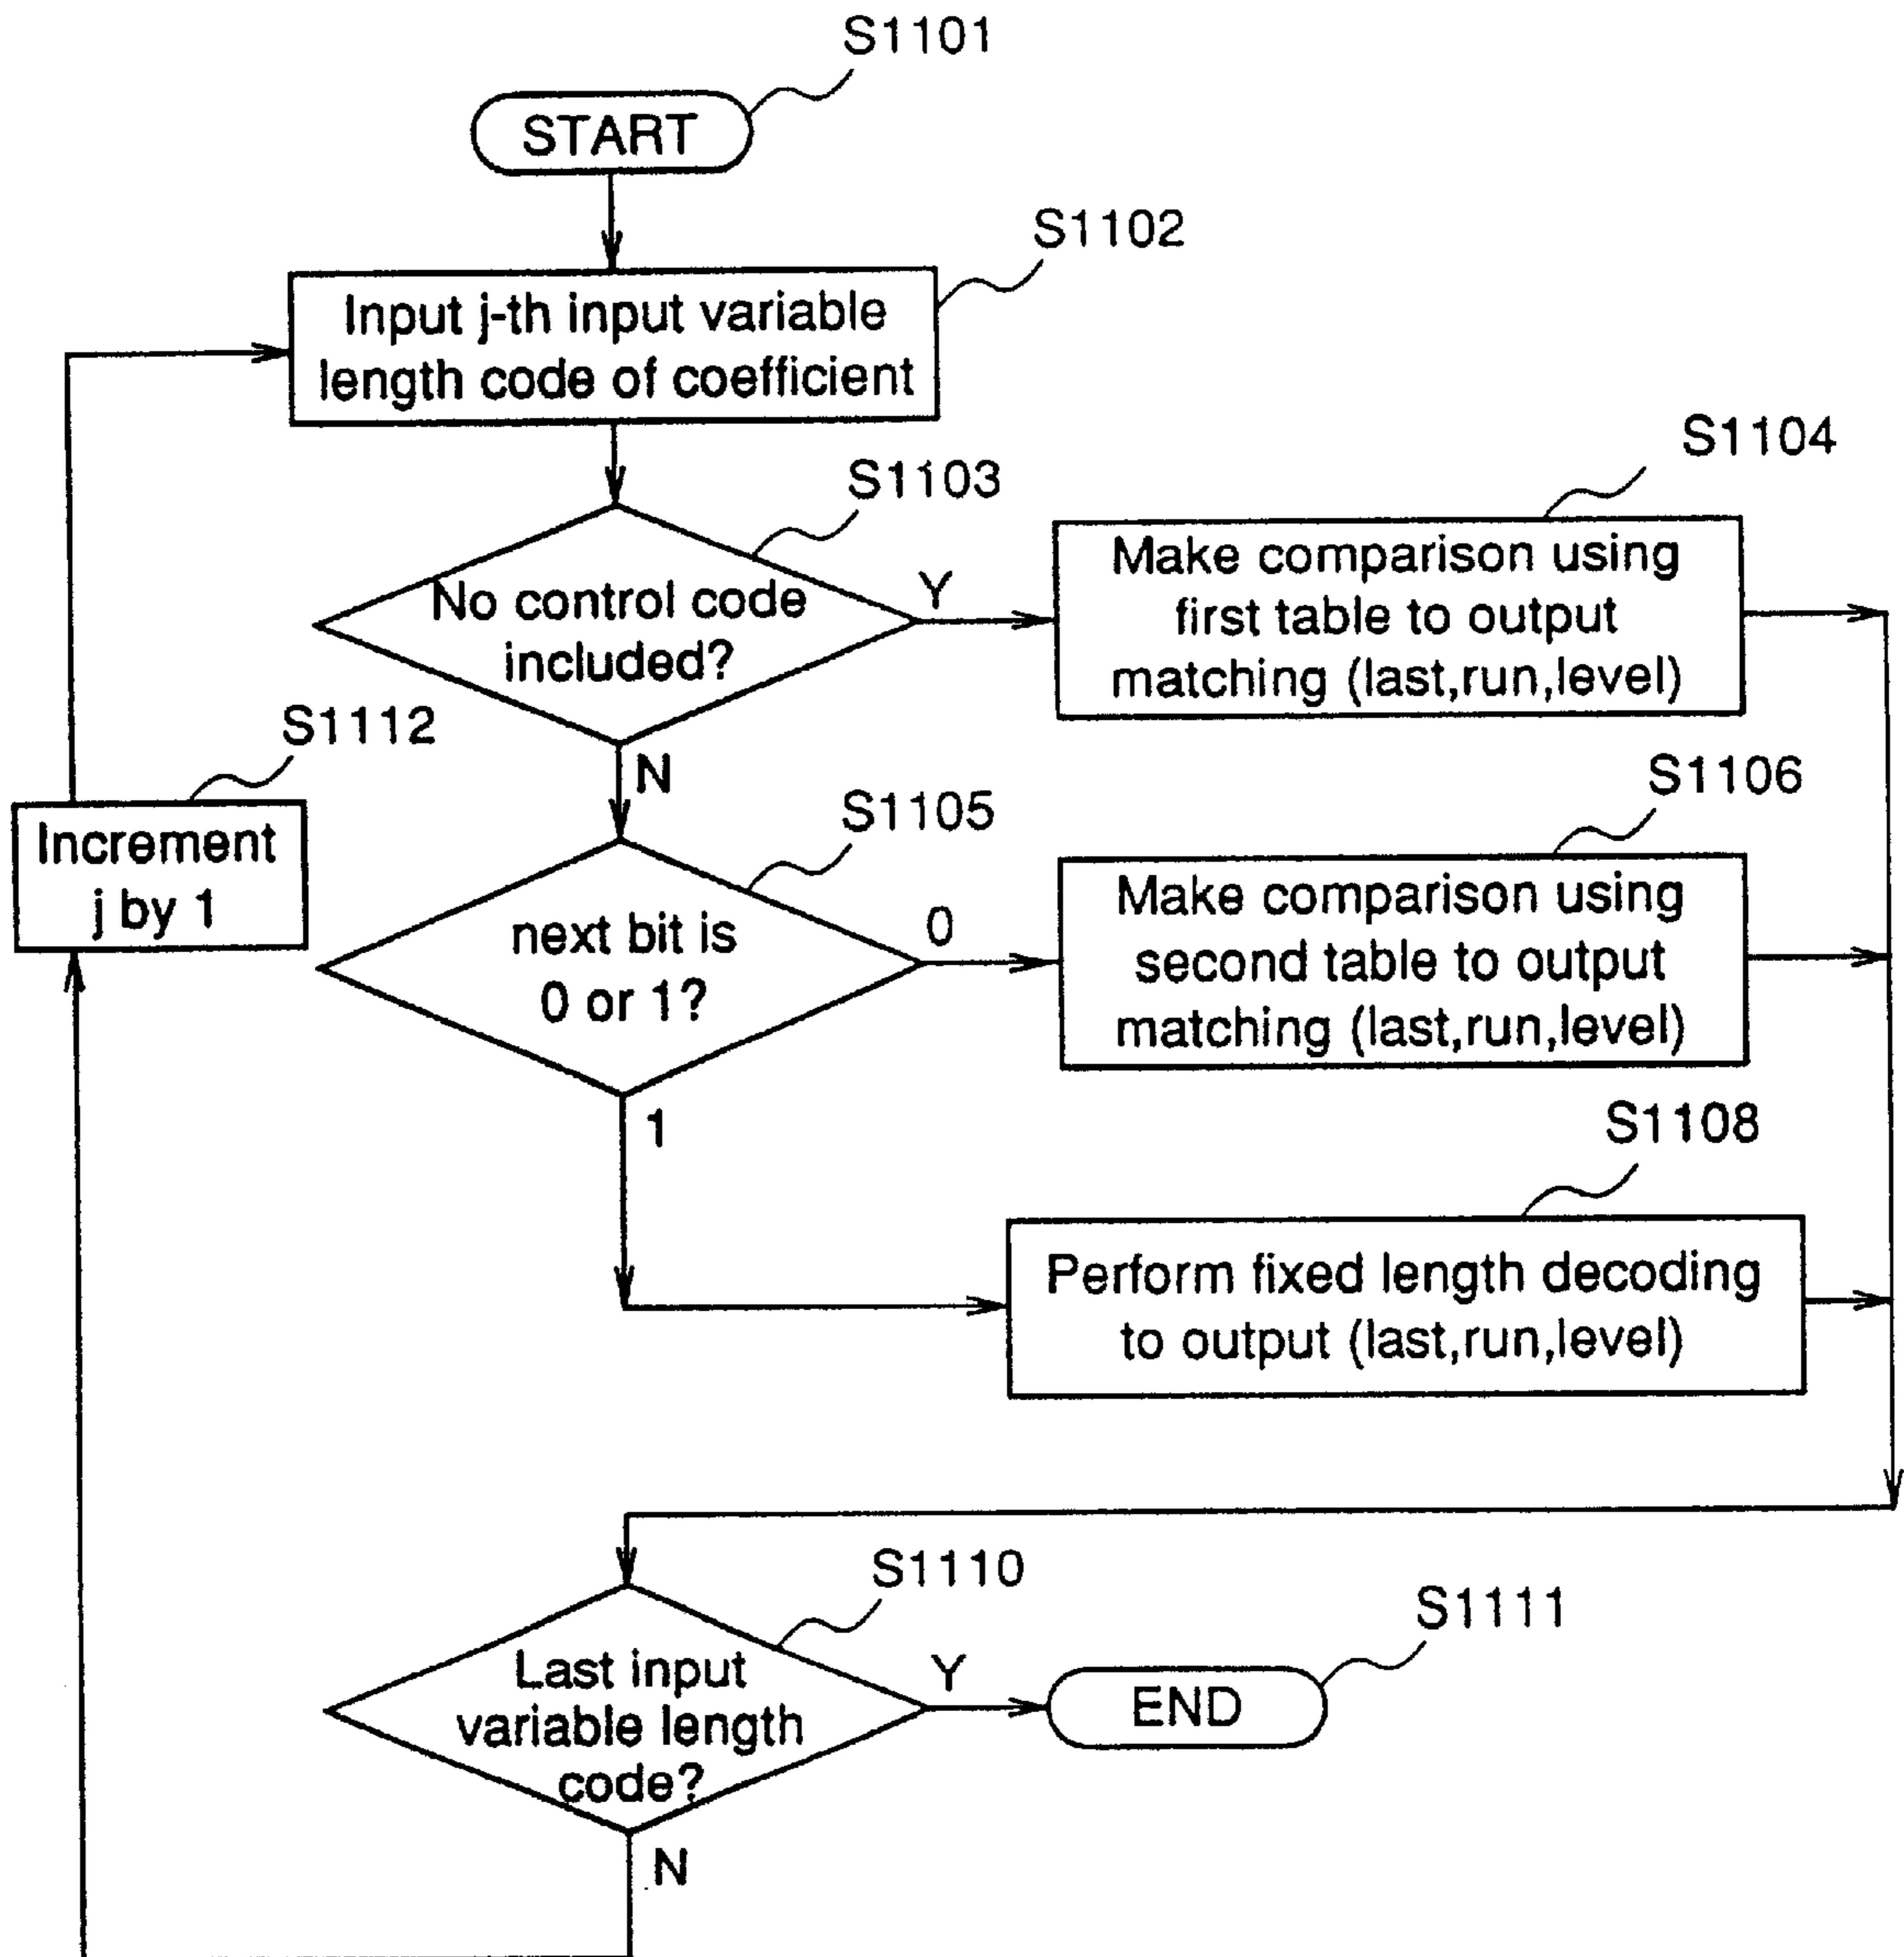 S1101
START
S1102
Input j-th input variable
length code of coefficient
S1103
No control code
included?
Y
N
S1104
Make comparison using
first table to output
matching (last,run,level)
S1112
Increment
j by 1
S1105
next bit is
0 or 1?
0
1
S1106
Make comparison using
second table to output
matching (last,run,level)
S1108
Perform fixed length decoding
to output (last,run,level)
S1110
Last input
variable length
code?
Y
N
S1111
END